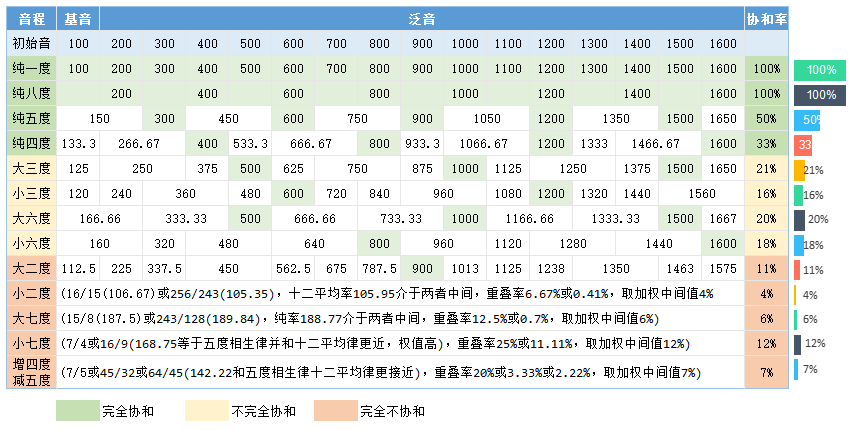 音程 基音 泛音 协和率
初始音 100 200 300 400 500 600 700 800 900 1000 1100 1200 1300 1400 1500 1600
纯一度 100 200 300 400 500 600 700 800 900 1000 1100 1200 1300 1400 1500 1600 100% 100%
纯八度 200 400 600 800 1000 1200 1400 1600 100% 100%
纯五度 150 300 450 600 750 900 1050 1200 1350 1500 1650 50% 50%
纯四度 133.3 266.67 400 533.3 666.67 800 933.3 1066.67 1200 1333 1466.67 1600 33% 33
大三度 125 250 375 500 625 750 875 1000 1125 1250 1375 1500 1650 21% 21%
小三度 120 240 360 480 600 720 840 960 1080 1200 1320 1440 1560 16% 16%
大六度 166.66 333.33 500 666.66 733.33 1000 1166.66 1333.33 1500 1667 20% 20%
小六度 160 320 480 640 800 960 1120 1280 1440 1600 18% 18%
大二度 112.5 225 337.5 450 562.5 675 787.5 900 1013 1125 1238 1350 1463 1575 11% 11%
小二度 (16/15(106.67)或256/243(105.35), 十二平均率105.95介于两者中间, 重叠率6.67%或0.41%, 取加权中间值4% 4% 4%
大七度 (15/8(187.5)或243/128(189.84), 纯率188.77介于两者中间, 重叠率12.5%或0.7%, 取加权中间值6%) 6% 6%
小七度 (7/4或16/9(168.75等于五度相生律并和十二平均律更近, 权值高), 重叠率25%或11.11%, 取加权中间值12%) 12% 12%
增四度
减五度 (7/5或45/32或64/45(142.22和五度相生律十二平均律更接近), 重叠率20%或3.33%或2.22%, 取加权中间值7%) 7% 7%
完全协和 不完全协和 完全不协和